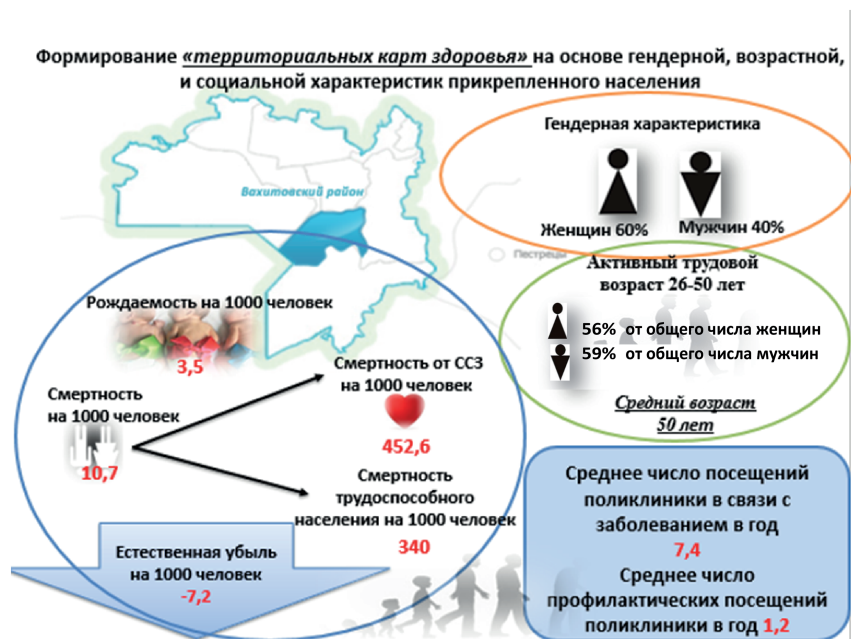 Формирование «территориальных карт здоровья» на основе гендерной, возрастной,
и социальной характеристик прикрепленного населения
Гендерная характеристика
Вахитовский район
Женщин 60%
Мужчин 40%
Пестрецы
Активный трудовой
возраст 26-50 лет
56% от общего числа женщин
59% от общего числа мужчин
Средний возраст
50 лет
Рождаемость на 1000 человек
3,5
Смертность
на 1000 человек
10,7
Смертность от ССЗ
на 1000 человек
452,6
Смертность
трудоспособного
населения на 1000 человек
340
Естественная убыль
на 1000 человек
-7,2
Среднее число посещений
поликлиники в связи с
заболеванием в год
7,4
Среднее число
профилактических посещений
поликлиники в год 1,2